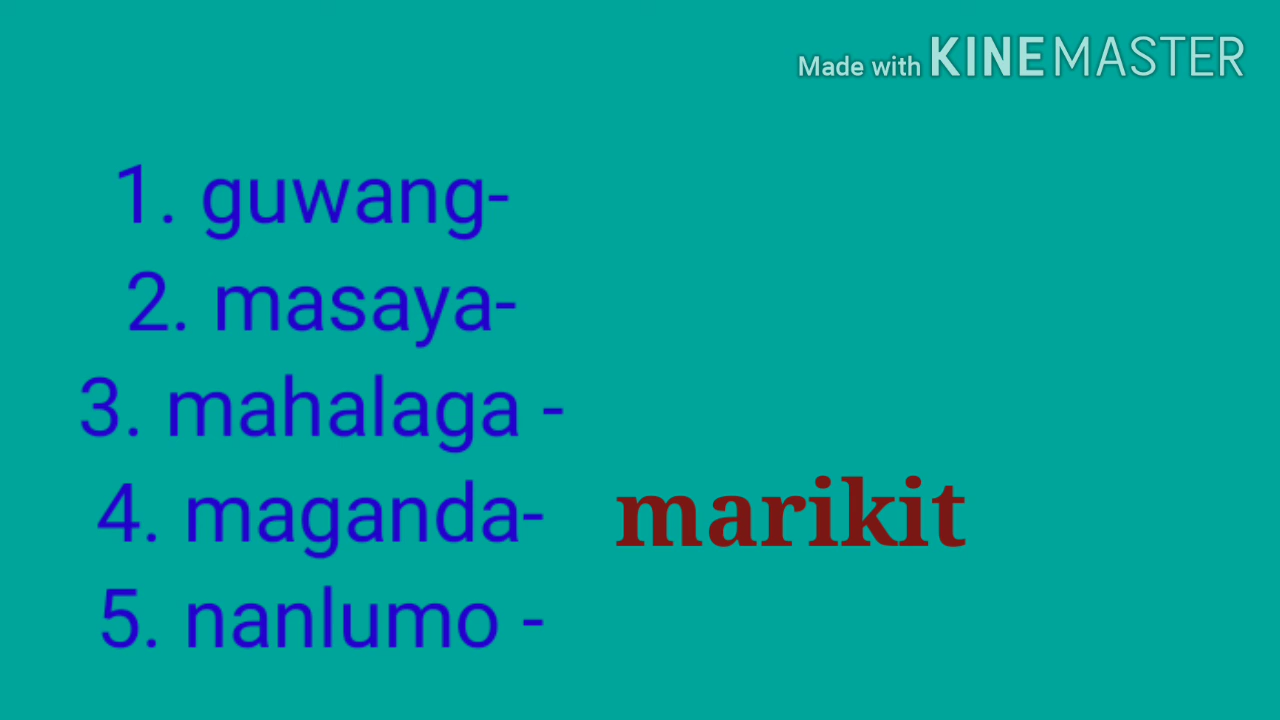 Made with KINEMASTER
1. guwang-
2. masaya-
3. mahalaga -
4. maganda- marikit
5. nanlumo -